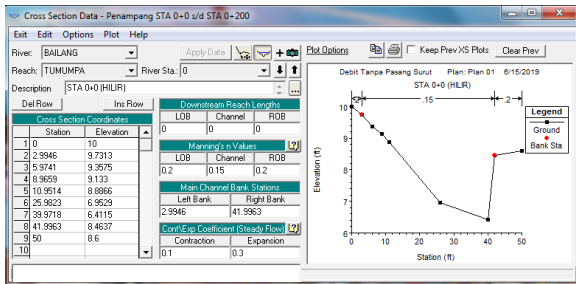 Cross Section Data - Penampang STA 0+0 s/d STA 0+200
Exit Edit Options Plot Help
River: BAILANG Apply Data
Reach: TUMUMPA River Sta.: 0
Description STA 0+0 (HILIR) ...
Del Row Ins Row
Cross Section Coordinates
Station Elevation
1 0 10
2 2.9946 9.7313
3 5.9741 9.3575
4 8.9659 9.133
5 10.9514 8.8866
6 25.9823 6.9529
7 39.9718 6.4115
8 41.9963 8.4637
9 50 8.6
10
Downstream Reach Lengths
LOB Channel ROB
0 0 0
Manning's n Values
LOB Channel ROB
0.2 0.15 0.2
Main Channel Bank Stations
Left Bank Right Bank
2.9946 41.9963
Cont\Exp Coefficient (Steady Flow)
Contraction Expansion
0.1 0.3
Plot Options Keep Prev XS Plots Clear Prev
Debit Tanpa Pasang Surut Plan: Plan 01 6/15/2019
STA 0+0 (HILIR)
.2 .15 .2
Legend
Ground
Bank Sta
Elevation (ft)
10
9
8
7
6
0 10 20 30 40 50
Station (ft)